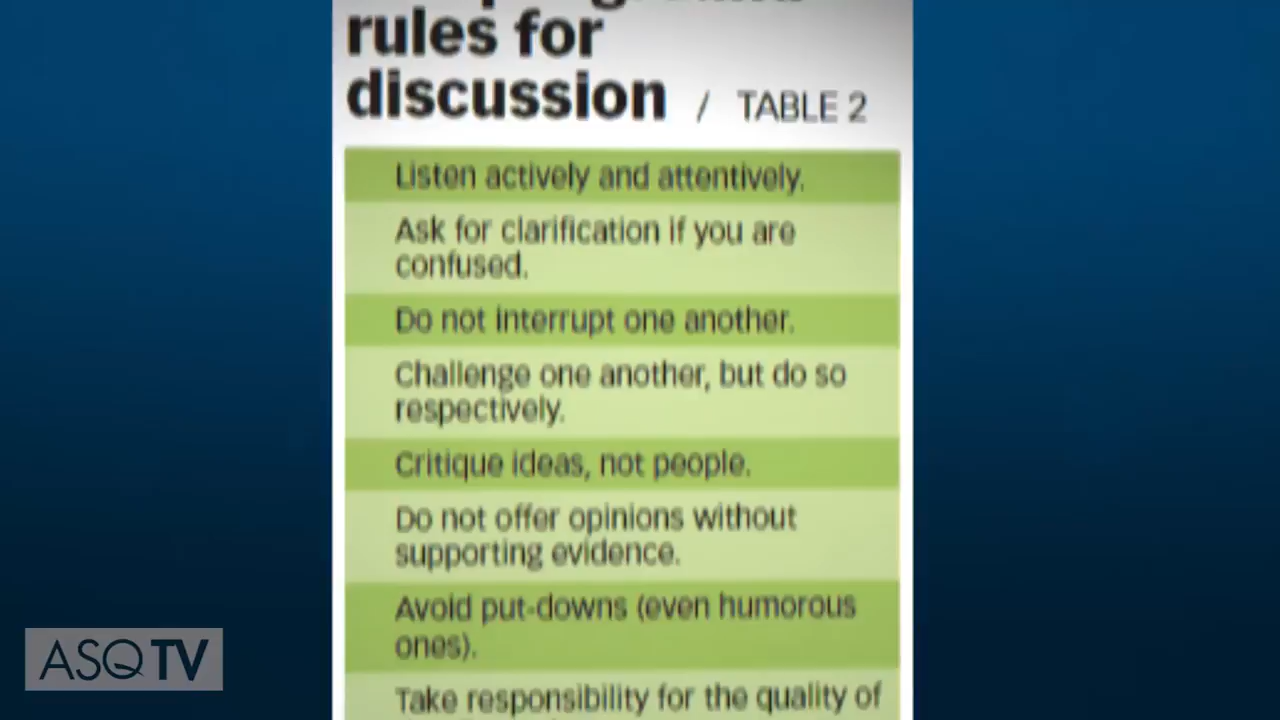 rules for
discussion / TABLE 2
Listen actively and attentively.
Ask for clarification if you are
confused.
Do not interrupt one another.
Challenge one another, but do so
respectively.
Critique ideas, not people.
Do not offer opinions without
supporting evidence.
Avoid put-downs (even humorous
ones).
Take responsibility for the quality of
ASQTV